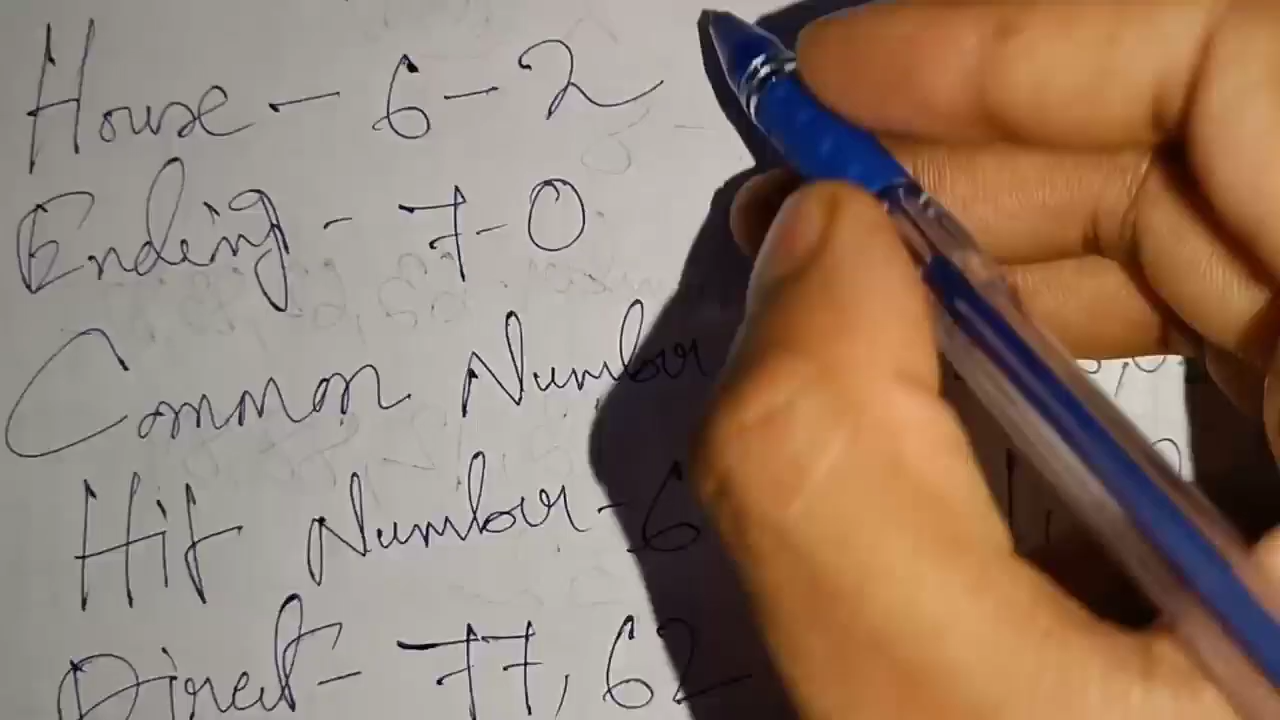 House - 6 - 2
Ending - 7 - 0
Common Number
Hit Number - 6
Direct - 77, 62